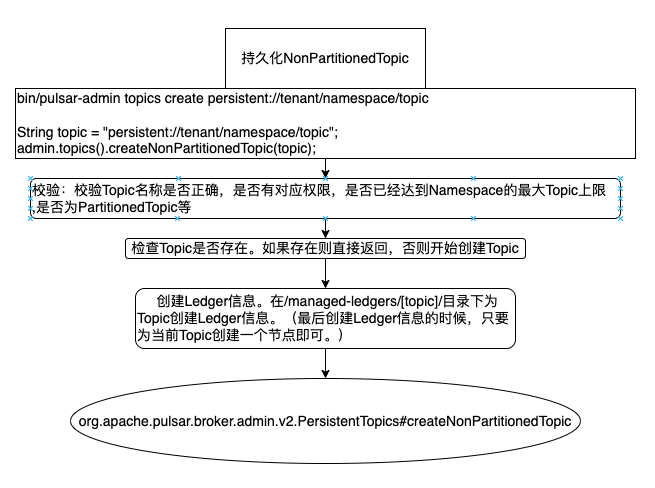 持久化NonPartitionedTopic
bin/pulsar-admin topics create persistent://tenant/namespace/topic
String topic = "persistent://tenant/namespace/topic";
admin.topics().createNonPartitionedTopic(topic);
校验：校验Topic名称是否正确，是否有对应权限，是否已经达到Namespace的最大Topic上限
,是否为PartitionedTopic等
检查Topic是否存在。如果存在则直接返回，否则开始创建Topic
创建Ledger信息。在/managed-ledgers/[topic]/目录下为
Topic创建Ledger信息。（最后创建Ledger信息的时候，只要
为当前Topic创建一个节点即可。）
org.apache.pulsar.broker.admin.v2.PersistentTopics#createNonPartitionedTopic